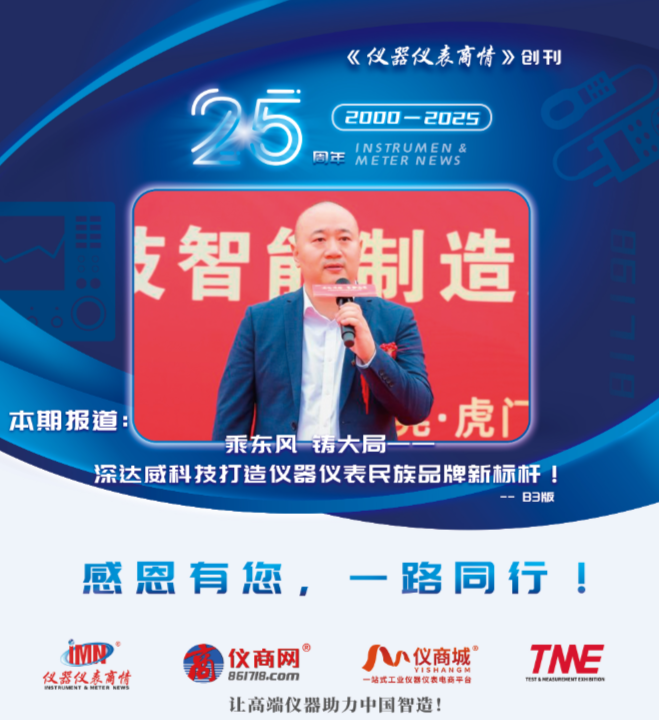 《仪器仪表商情》创刊
25
周年
2000—2025
INSTRUMEN &
METER NEWS
技智能制造
莞·虎门
861718
本期报道：
乘东风 铸大局——
深达威科技打造仪器仪表民族品牌新标杆！
-- B3版
感恩有您，一路同行！
iMN®
仪器仪表商情
INSTRUMENT & METER NEWS
商
仪商网®
861718.com
仪商城®
YISHANGM
一站式工业仪器仪表电商平台
TME
TEST & MEASUREMENT EXHIBITION
让高端仪器助力中国智造！